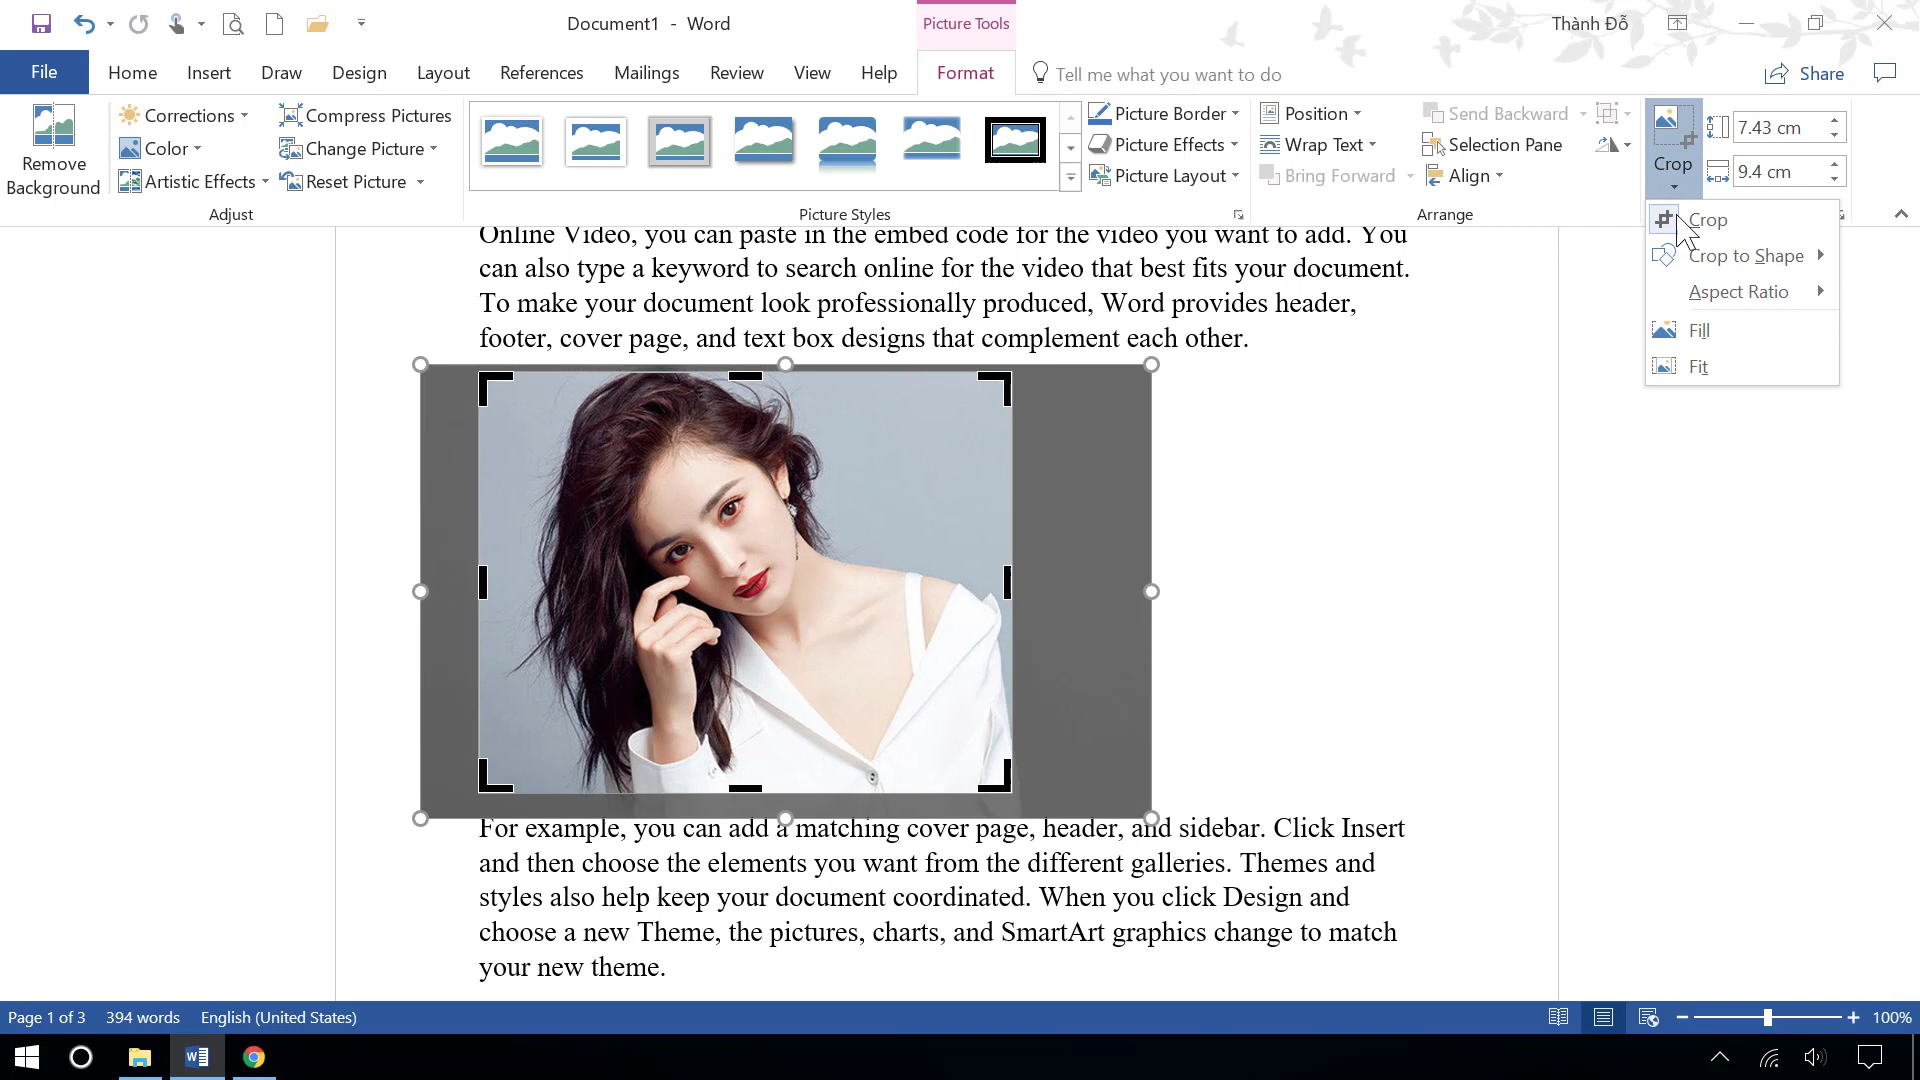 Document1 - Word
Picture Tools
Thành Đỗ
File Home Insert Draw Design Layout References Mailings Review View Help Format Tell me what you want to do Share
Remove Background
Corrections
Color
Artistic Effects
Compress Pictures
Change Picture
Reset Picture
Adjust
Picture Styles
Picture Border
Picture Effects
Picture Layout
Position
Wrap Text
Bring Forward
Send Backward
Selection Pane
Align
Arrange
Crop
7.43 cm
9.4 cm
Crop
Crop to Shape
Aspect Ratio
Fill
Fit
Online Video, you can paste in the embed code for the video you want to add. You
can also type a keyword to search online for the video that best fits your document.
To make your document look professionally produced, Word provides header,
footer, cover page, and text box designs that complement each other.
For example, you can add a matching cover page, header, and sidebar. Click Insert
and then choose the elements you want from the different galleries. Themes and
styles also help keep your document coordinated. When you click Design and
choose a new Theme, the pictures, charts, and SmartArt graphics change to match
your new theme.
Page 1 of 3 394 words English (United States) 100%